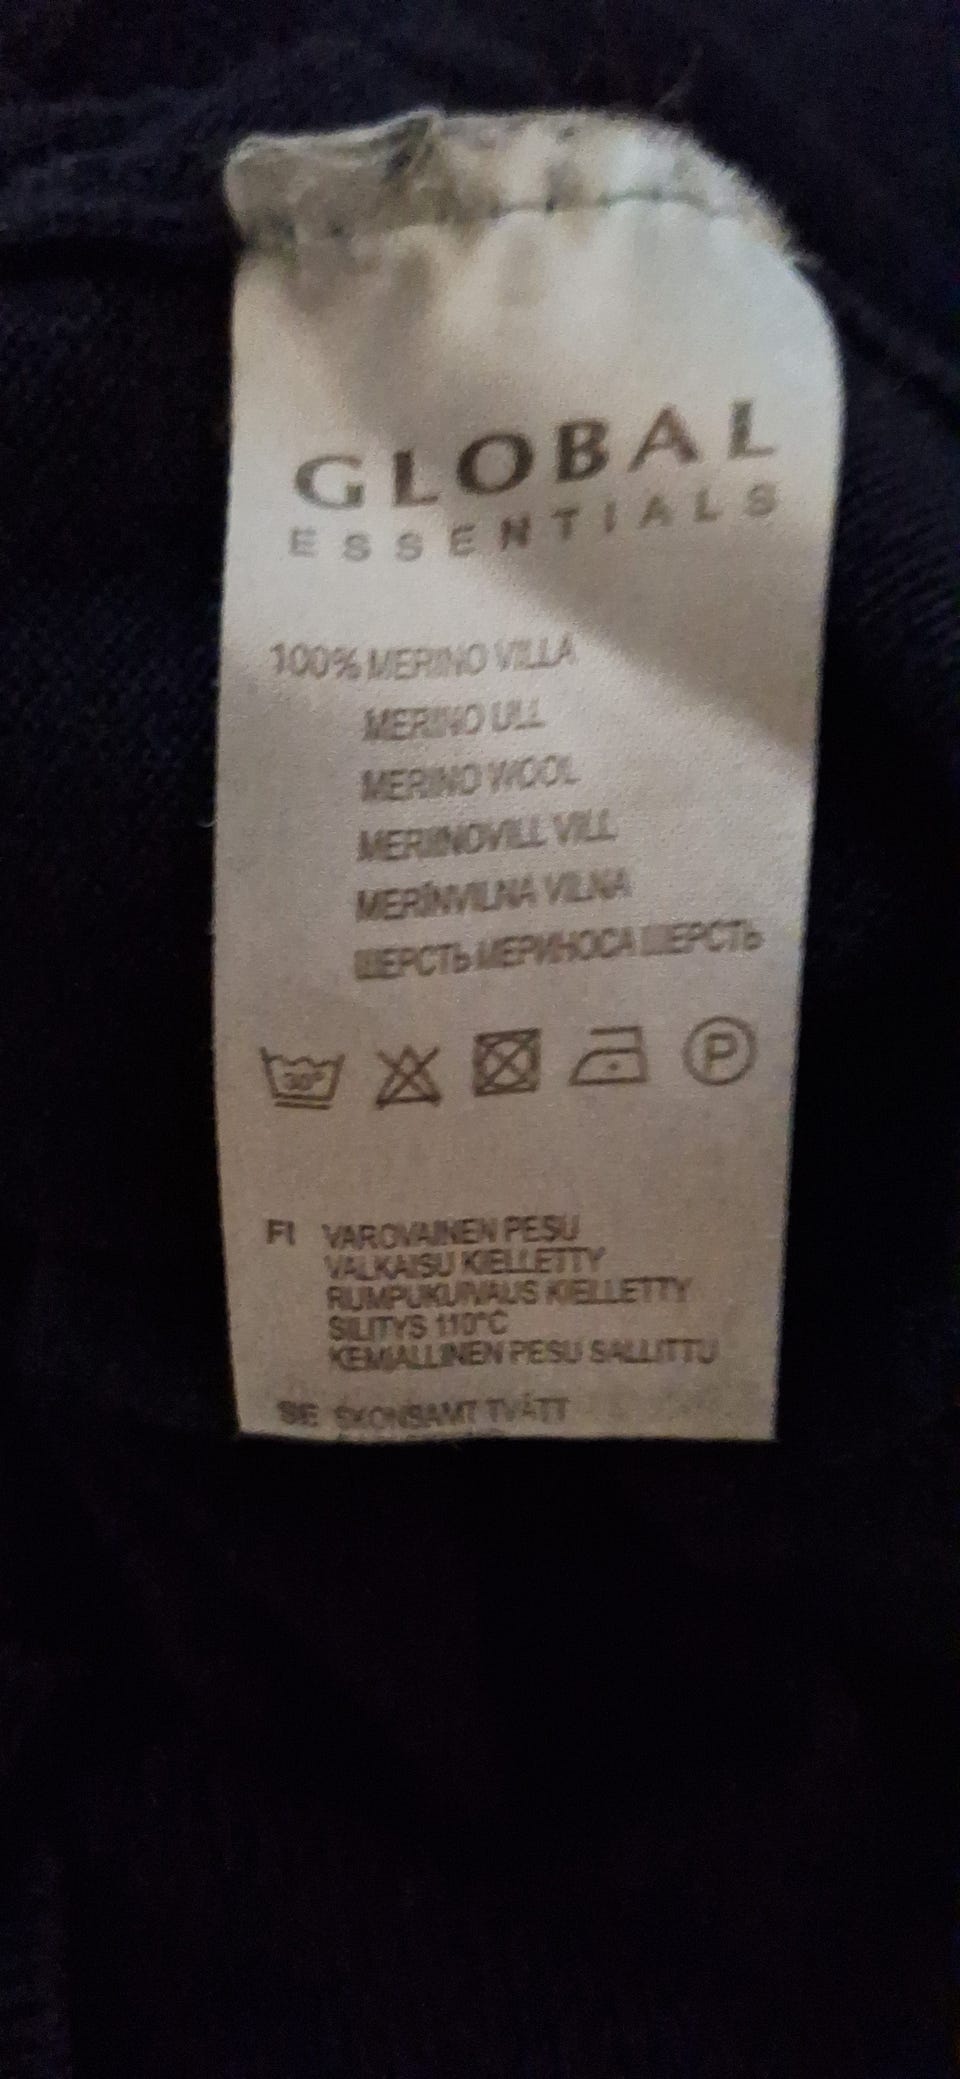 GLOBAL
ESSENTIALS
100% MERINO VILLA
MERINO ULL
MERINO WOOL
MERIINOVILL VILL
MERĪNVILNA VILNA
ШЕРСТЬ МЕРИНОСА ШЕРСТЬ
30°
P
FI VAROVAINEN PESU
VALKAISU KIELLETTY
RUMPUKUIVAUS KIELLETTY
SILITYS 110°C
KEMIALLINEN PESU SALLITTU
SE SKONSAMT TVÄTT